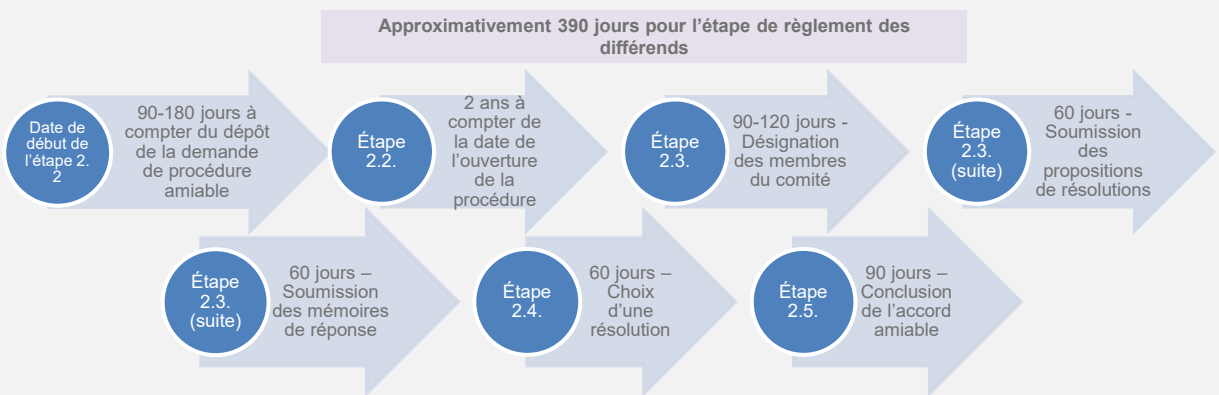 Approximativement 390 jours pour l’étape de règlement des
différends
Date de
début de
l’étape 2.
2
90-180 jours à
compter du dépôt
de la demande
de procédure
amiable
Étape
2.2.
2 ans à
compter de
la date de
l’ouverture
de la
procédure
Étape
2.3.
90-120 jours -
Désignation
des membres
du comité
Étape
2.3.
(suite)
60 jours -
Soumission
des
propositions
de résolutions
Étape
2.3.
(suite)
60 jours –
Soumission
des mémoires
de réponse
Étape
2.4.
60 jours –
Choix
d’une
résolution
Étape
2.5.
90 jours –
Conclusion
de l’accord
amiable